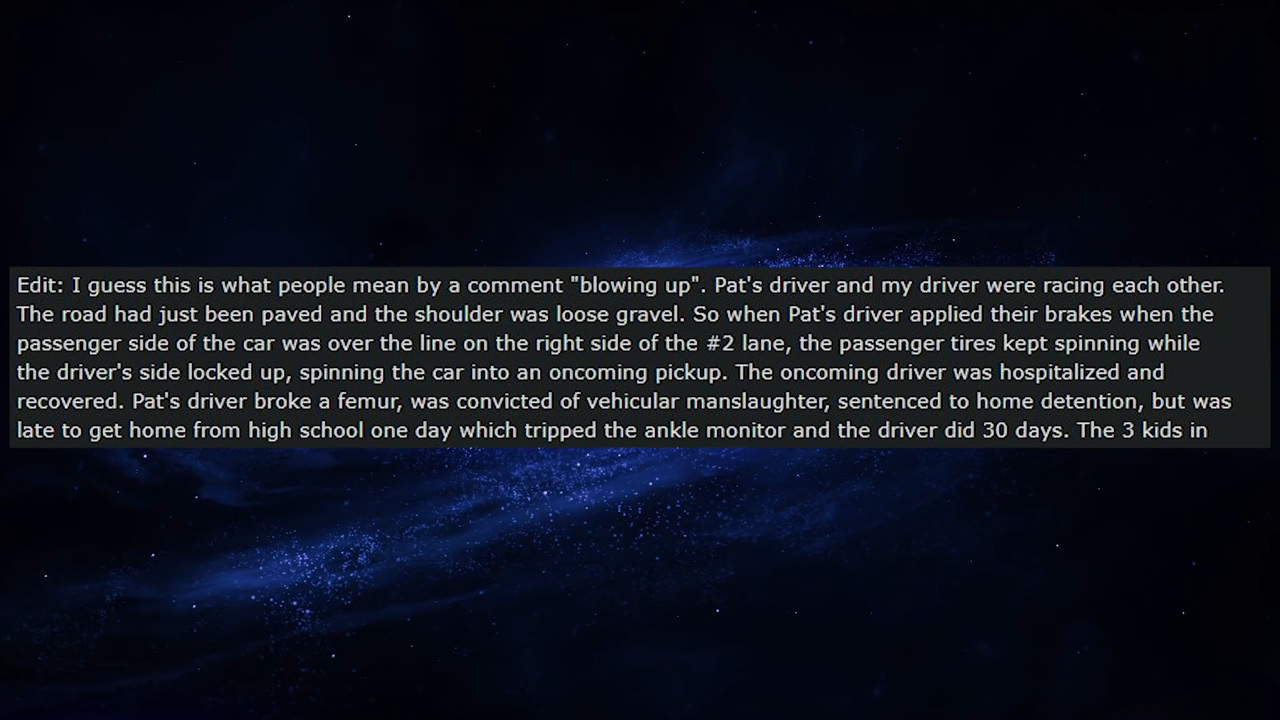 Edit: I guess this is what people mean by a comment "blowing up". Pat's driver and my driver were racing each other.
The road had just been paved and the shoulder was loose gravel. So when Pat's driver applied their brakes when the
passenger side of the car was over the line on the right side of the #2 lane, the passenger tires kept spinning while
the driver's side locked up, spinning the car into an oncoming pickup. The oncoming driver was hospitalized and
recovered. Pat's driver broke a femur, was convicted of vehicular manslaughter, sentenced to home detention, but was
late to get home from high school one day which tripped the ankle monitor and the driver did 30 days. The 3 kids in